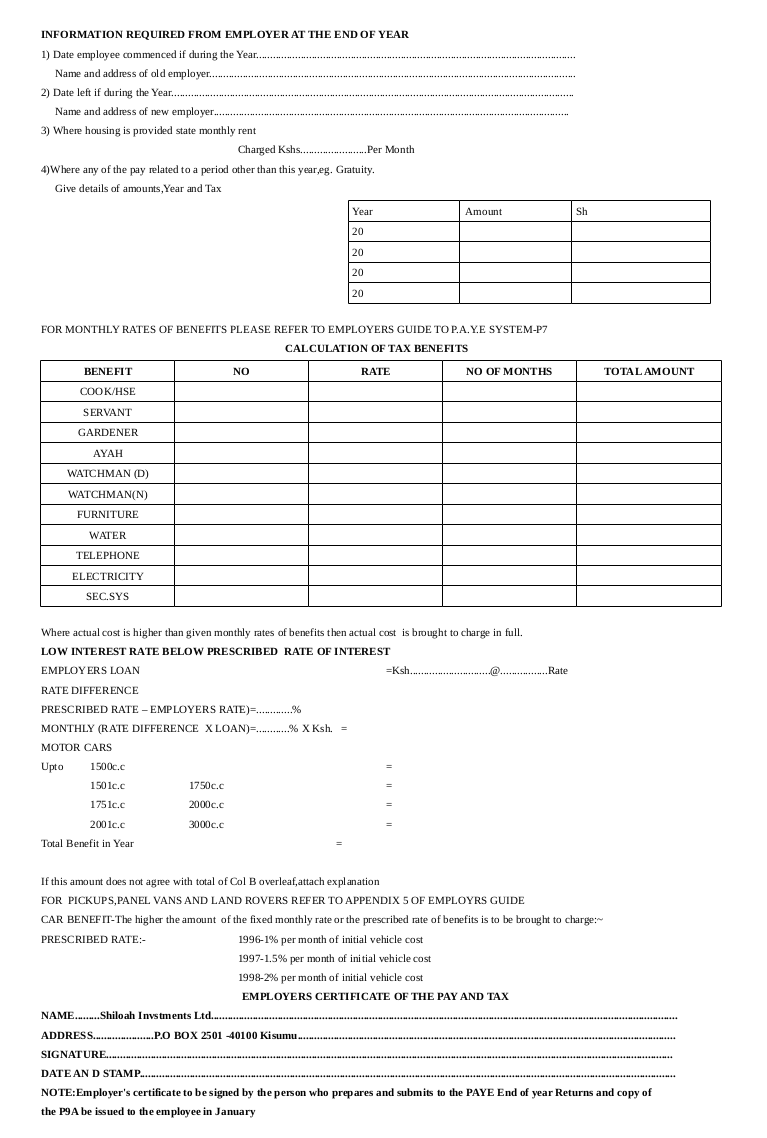 INFORMATION REQUIRED FROM EMPLOYER AT THE END OF YEAR
1) Date employee commenced if during the Year......................................................................................................................
Name and address of old employer.......................................................................................................................................
2) Date left if during the Year....................................................................................................................................................
Name and address of new employer....................................................................................................................................
3) Where housing is provided state monthly rent
Charged Kshs........................Per Month
4)Where any of the pay related to a period other than this year,eg. Gratuity.
Give details of amounts,Year and Tax
Year Amount Sh
20
20
20
20
FOR MONTHLY RATES OF BENEFITS PLEASE REFER TO EMPLOYERS GUIDE TO P.A.Y.E SYSTEM-P7
CALCULATION OF TAX BENEFITS
BENEFIT NO RATE NO OF MONTHS TOTAL AMOUNT
COOK/HSE
SERVANT
GARDENER
AYAH
WATCHMAN (D)
WATCHMAN(N)
FURNITURE
WATER
TELEPHONE
ELECTRICITY
SEC.SYS
Where actual cost is higher than given monthly rates of benefits then actual cost is brought to charge in full.
LOW INTEREST RATE BELOW PRESCRIBED RATE OF INTEREST
EMPLOYERS LOAN =Ksh.............................@.................Rate
RATE DIFFERENCE
PRESCRIBED RATE – EMPLOYERS RATE)=.............%
MONTHLY (RATE DIFFERENCE X LOAN)=............% X Ksh. =
MOTOR CARS
Upto 1500c.c =
1501c.c 1750c.c =
1751c.c 2000c.c =
2001c.c 3000c.c =
Total Benefit in Year =
If this amount does not agree with total of Col B overleaf,attach explanation
FOR PICKUPS,PANEL VANS AND LAND ROVERS REFER TO APPENDIX 5 OF EMPLOYRS GUIDE
CAR BENEFIT-The higher the amount of the fixed monthly rate or the prescribed rate of benefits is to be brought to charge:~
PRESCRIBED RATE:- 1996-1% per month of initial vehicle cost
1997-1.5% per month of initial vehicle cost
1998-2% per month of initial vehicle cost
EMPLOYERS CERTIFICATE OF THE PAY AND TAX
NAME.........Shiloah Invstments Ltd.........................................................................................................................................
ADDRESS......................P.O BOX 2501 -40100 Kisumu.........................................................................................................
SIGNATURE...............................................................................................................................................................................
DATE AN D STAMP..................................................................................................................................................................
NOTE:Employer's certificate to be signed by the person who prepares and submits to the PAYE End of year Returns and copy of
the P9A be issued to the employee in January